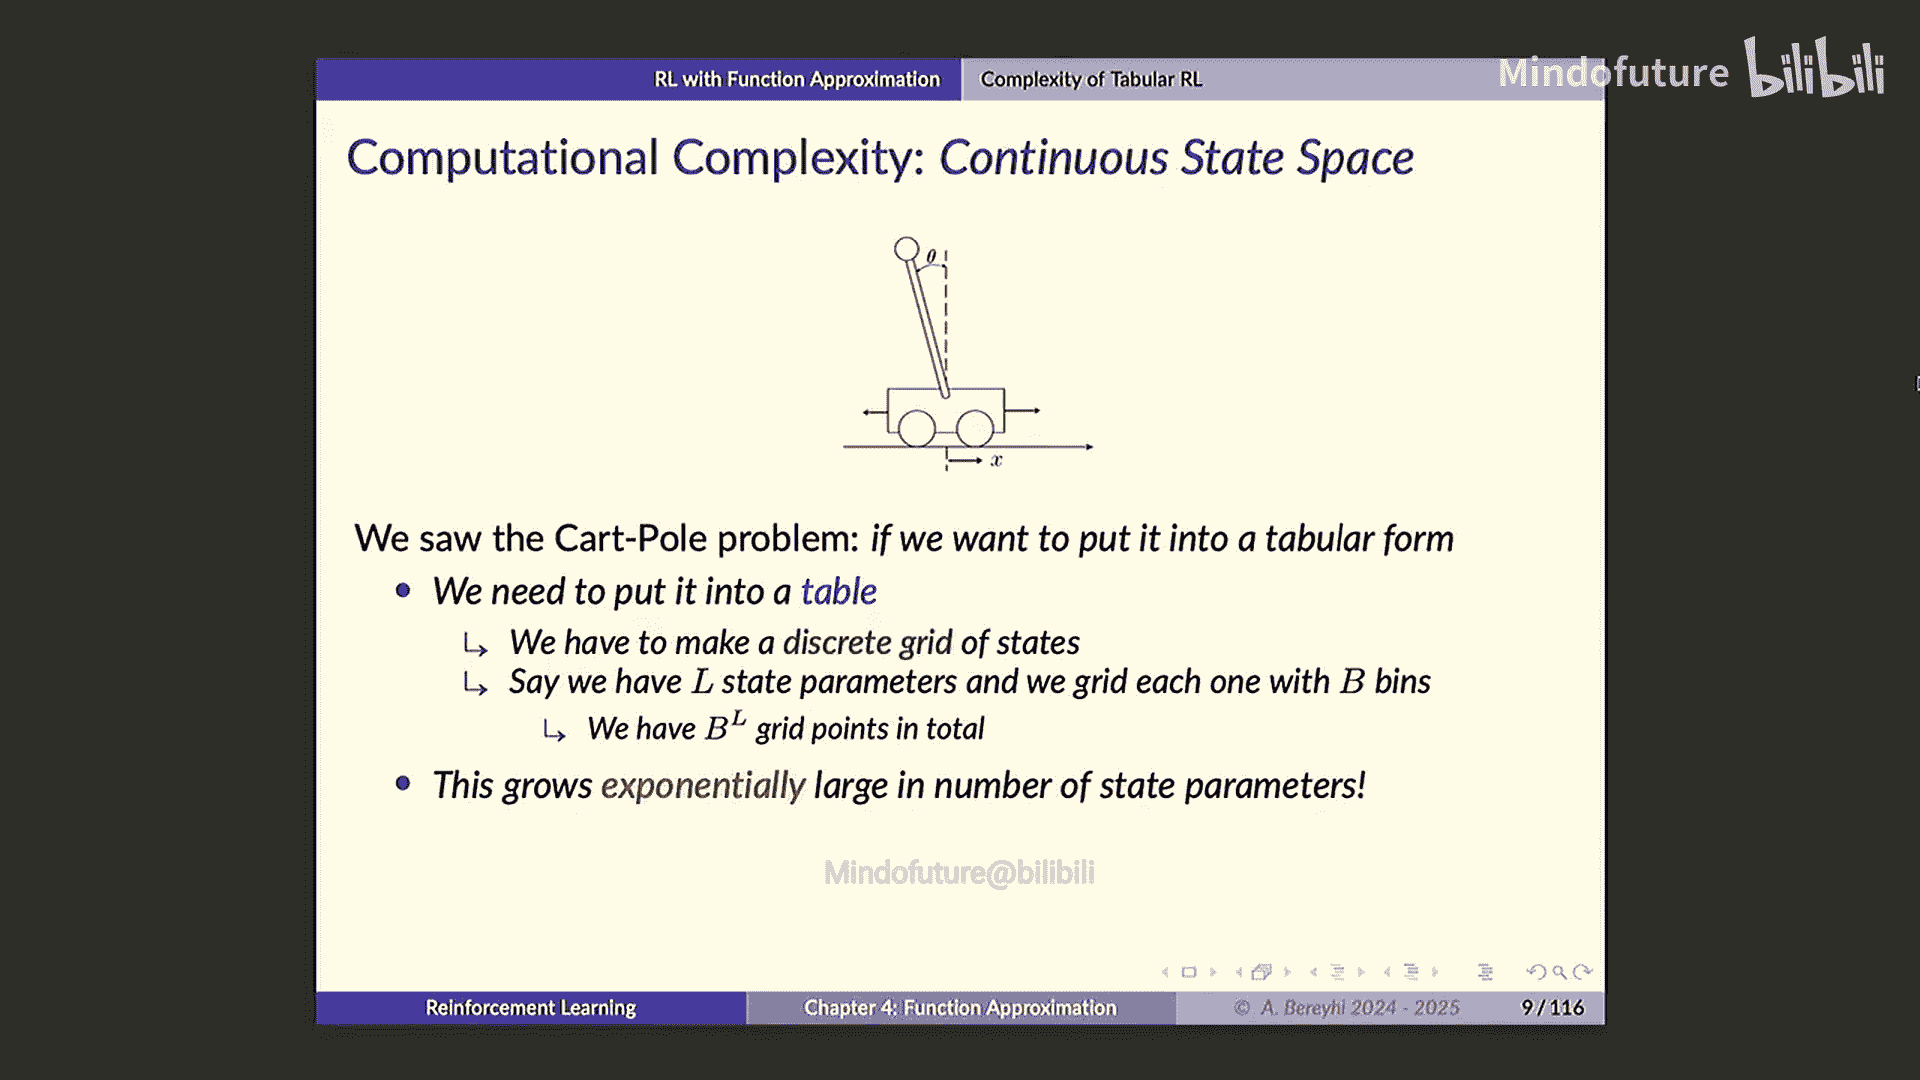 Mindofuture bilibili
RL with Function Approximation Complexity of Tabular RL
Computational Complexity: Continuous State Space
θ
x
We saw the Cart-Pole problem: if we want to put it into a tabular form
We need to put it into a table
We have to make a discrete grid of states
Say we have L state parameters and we grid each one with B bins
We have B^L grid points in total
This grows exponentially large in number of state parameters!
Mindofuture@bilibili
Reinforcement Learning Chapter 4: Function Approximation © A. Bereyhi 2024 - 2025 9 / 116